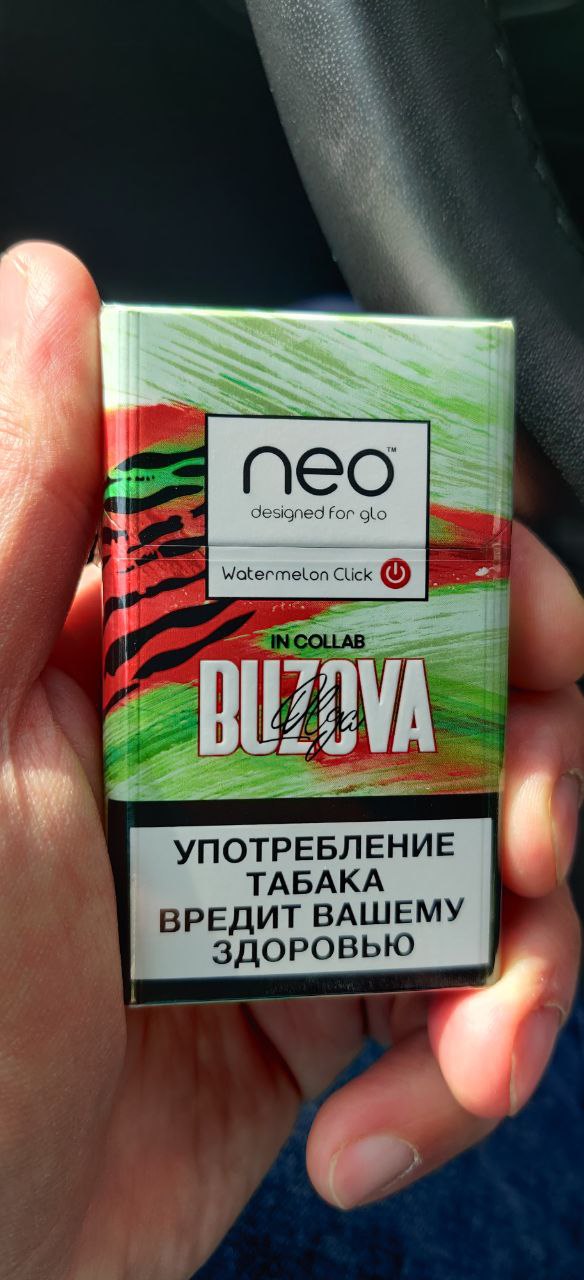 neo™
designed for glo
Watermelon Click
IN COLLAB
BUZOVA
УПОТРЕБЛЕНИЕ
ТАБАКА
ВРЕДИТ ВАШЕМУ
ЗДОРОВЬЮ